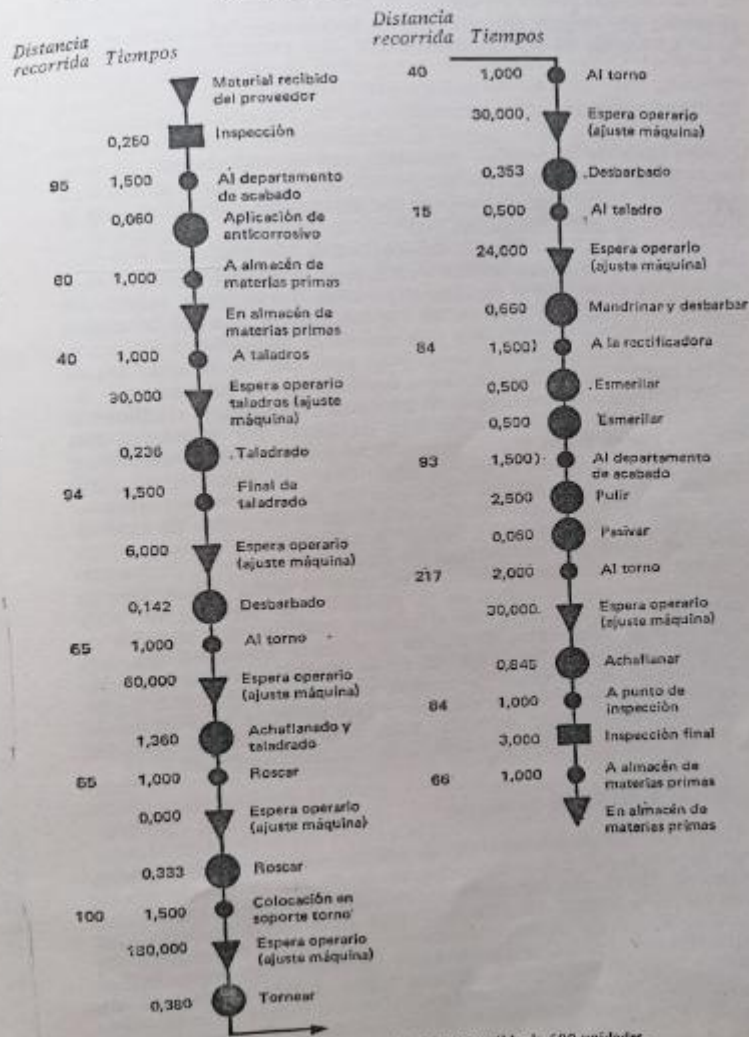 Distancia
recorrida Tiempos
Material recibido
del proveedor
0,250 Inspección
95 1,500 Al departamento
de acabado
0,060 Aplicación de
anticorrosivo
60 1,000 A almacén de
materias primas
En almacén de
materias primas
40 1,000 A taladros
30,000 Espera operario
taladros (ajuste
máquina)
0,236 Taladrado
94 1,500 Final de
taladrado
6,000 Espera operario
(ajuste máquina)
0,142 Desbarbado
65 1,000 Al torno
60,000 Espera operario
(ajuste máquina)
1,360 Achaflanado y
taladrado
65 1,000 Roscar
0,000 Espera operario
(ajuste máquina)
0,333 Roscar
100 1,500 Colocación en
soporte torno
180,000 Espera operario
(ajuste máquina)
0,380 Tornear
Distancia
recorrida Tiempos
40 1,000 Al torno
30,000 Espera operario
(ajuste máquina)
0,353 Desbarbado
15 0,500 Al taladro
24,000 Espera operario
(ajuste máquina)
0,660 Mandrinar y desbarbar
84 1,500) A la rectificadora
0,500 Esmerilar
0,500 Esmerilar
93 1,500) Al departamento
de acabado
2,500 Pulir
0,060 Pasivar
217 2,000 Al torno
30,000 Espera operario
(ajuste máquina)
0,845 Achaflanar
84 1,000 A punto de
inspección
3,000 Inspección final
66 1,000 A almacén de
materias primas
En almacén de
materias primas
600 unidades